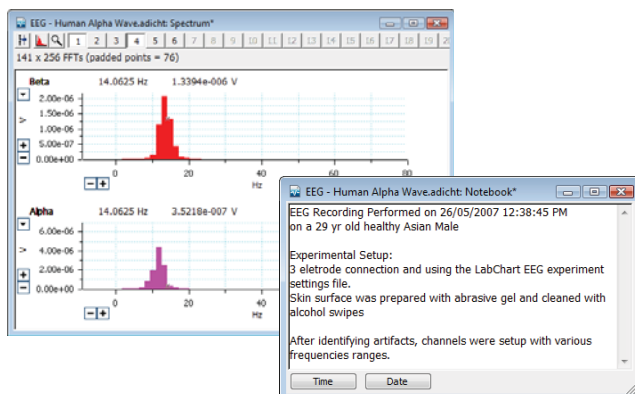 EEG - Human Alpha Wave.adicht: Spectrum*
1 2 3 4 5 6 7 8 9 10 11 12 13 14 15 16 17 18 19
141 x 256 FFTs (padded points = 76)
Beta 14.0625 Hz 1.3394e-006 V
2.00e-06
1.50e-06
1.00e-06
5.00e-07
0.00e+00
V
0 20 40 60 80
Hz
Alpha 14.0625 Hz 3.5218e-007 V
6.00e-06
4.00e-06
2.00e-06
0.00e+00
V
0 20 40
Hz
EEG - Human Alpha Wave.adicht: Notebook*
EEG Recording Performed on 26/05/2007 12:38:45 PM
on a 29 yr old healthy Asian Male
Experimental Setup:
3 eletrode connection and using the LabChart EEG experiment
settings file.
Skin surface was prepared with abrasive gel and cleaned with
alcohol swipes
After identifying artifacts, channels were setup with various
frequencies ranges.
Time Date